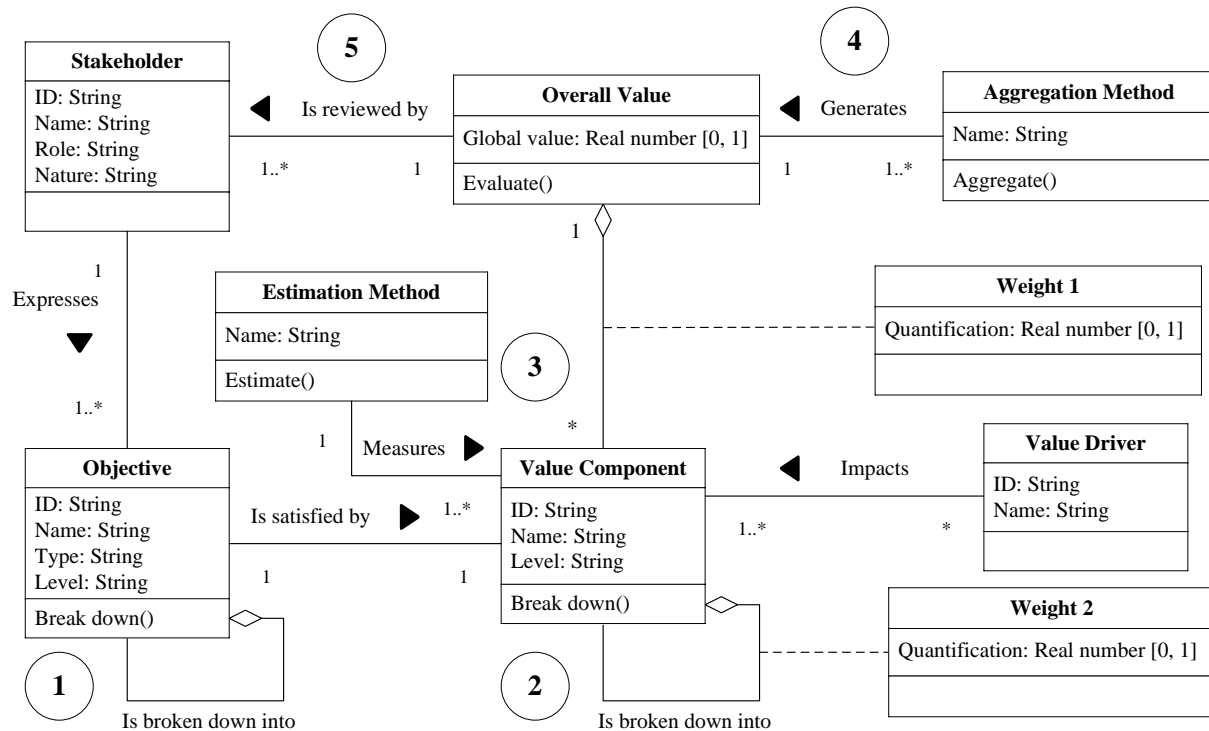 Stakeholder
ID: String
Name: String
Role: String
Nature: String
5
Is reviewed by
1..*
1
Overall Value
Global value: Real number [0, 1]
Evaluate()
4
Generates
1
1..*
Aggregation Method
Name: String
Aggregate()
1
Expresses
1..*
Estimation Method
Name: String
Estimate()
1
Measures
1..*
3
1
*
Weight 1
Quantification: Real number [0, 1]
Objective
ID: String
Name: String
Type: String
Level: String
Break down()
Is satisfied by
1
1
Value Component
ID: String
Name: String
Level: String
Break down()
Impacts
1..*
*
Value Driver
ID: String
Name: String
Weight 2
Quantification: Real number [0, 1]
1
Is broken down into
2
Is broken down into